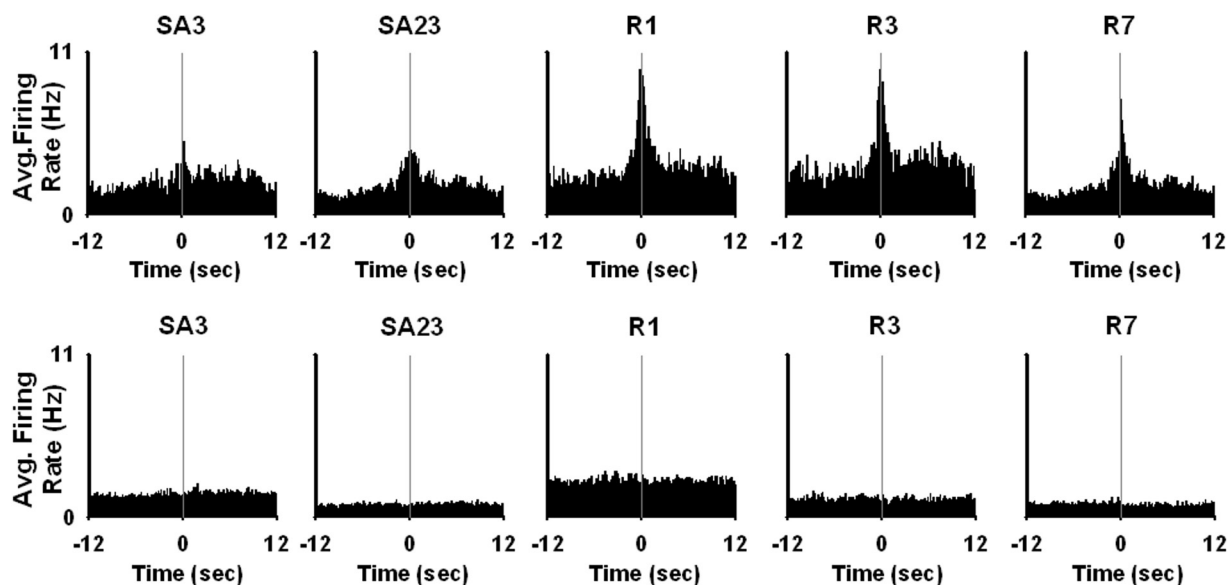 SA3 SA23 R1 R3 R7
Avg.Firing
Rate (Hz)
11
0
-12 0 12 -12 0 12 -12 0 12 -12 0 12 -12 0 12
Time (sec) Time (sec) Time (sec) Time (sec) Time (sec)
SA3 SA23 R1 R3 R7
Avg. Firing
Rate (Hz)
11
0
-12 0 12 -12 0 12 -12 0 12 -12 0 12 -12 0 12
Time (sec) Time (sec) Time (sec) Time (sec) Time (sec)